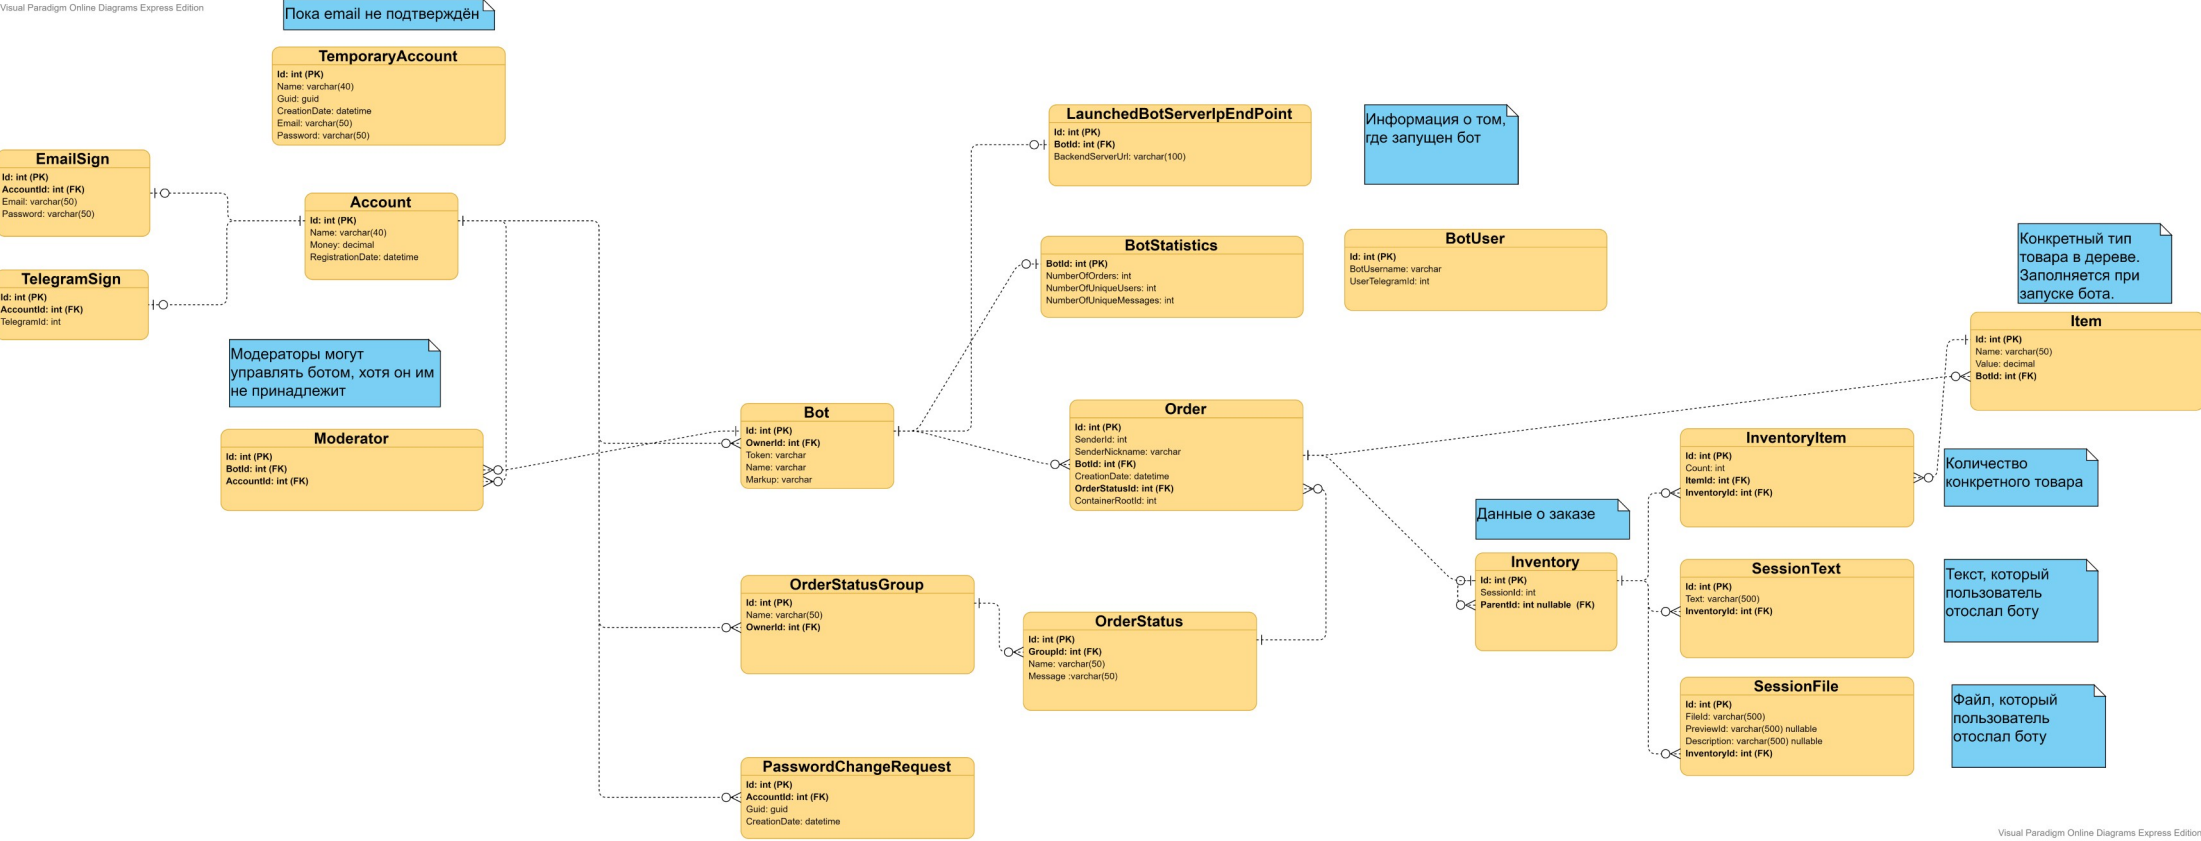 Visual Paradigm Online Diagrams Express Edition
Пока email не подтверждён
TemporaryAccount
Id: int (PK)
Name: varchar(40)
Guid: guid
CreationDate: datetime
Email: varchar(50)
Password: varchar(50)
EmailSign
Id: int (PK)
AccountId: int (FK)
Email: varchar(50)
Password: varchar(50)
Account
Id: int (PK)
Name: varchar(40)
Money: decimal
RegistrationDate: datetime
TelegramSign
Id: int (PK)
AccountId: int (FK)
TelegramId: int
Модераторы могут
управлять ботом, хотя он им
не принадлежит
Moderator
Id: int (PK)
BotId: int (FK)
AccountId: int (FK)
Bot
Id: int (PK)
OwnerId: int (FK)
Token: varchar
Name: varchar
Markup: varchar
OrderStatusGroup
Id: int (PK)
Name: varchar(50)
OwnerId: int (FK)
PasswordChangeRequest
Id: int (PK)
AccountId: int (FK)
Guid: guid
CreationDate: datetime
LaunchedBotServerIpEndPoint
Id: int (PK)
BotId: int (FK)
BackendServerUrl: varchar(100)
Информация о том,
где запущен бот
BotStatistics
BotId: int (PK)
NumberOfOrders: int
NumberOfUniqueUsers: int
NumberOfUniqueMessages: int
BotUser
Id: int (PK)
BotUsername: varchar
UserTelegramId: int
Order
Id: int (PK)
SenderId: int
SenderNickname: varchar
BotId: int (FK)
CreationDate: datetime
OrderStatusId: int (FK)
ContainerRootId: int
OrderStatus
Id: int (PK)
GroupId: int (FK)
Name: varchar(50)
Message :varchar(50)
Данные о заказе
Inventory
Id: int (PK)
SessionId: int
ParentId: int nullable (FK)
Конкретный тип
товара в дереве.
Заполняется при
запуске бота.
Item
Id: int (PK)
Name: varchar(50)
Value: decimal
BotId: int (FK)
InventoryItem
Id: int (PK)
Count: int
ItemId: int (FK)
InventoryId: int (FK)
Количество
конкретного товара
SessionText
Id: int (PK)
Text: varchar(500)
InventoryId: int (FK)
Текст, который
пользователь
отослал боту
SessionFile
Id: int (PK)
FileId: varchar(500)
PreviewId: varchar(500) nullable
Description: varchar(500) nullable
InventoryId: int (FK)
Файл, который
пользователь
отослал боту
Visual Paradigm Online Diagrams Express Edition